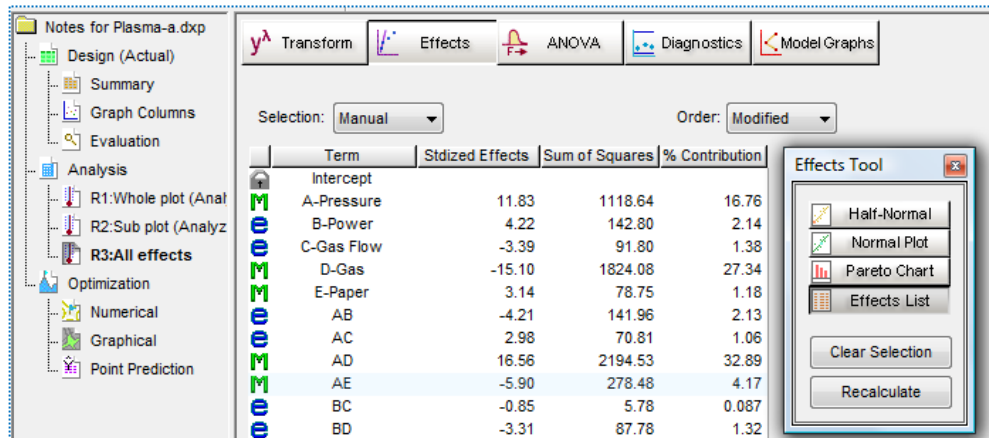 Notes for Plasma-a.dxp
Design (Actual)
Summary
Graph Columns
Evaluation
Analysis
R1:Whole plot (Anal
R2:Sub plot (Analyz
R3:All effects
Optimization
Numerical
Graphical
Point Prediction
yλ Transform Effects F ANOVA Diagnostics Model Graphs
Selection: Manual Order: Modified
Term Stdized Effects Sum of Squares % Contribution
Intercept
M A-Pressure 11.83 1118.64 16.76
e B-Power 4.22 142.80 2.14
e C-Gas Flow -3.39 91.80 1.38
M D-Gas -15.10 1824.08 27.34
M E-Paper 3.14 78.75 1.18
e AB -4.21 141.96 2.13
e AC 2.98 70.81 1.06
M AD 16.56 2194.53 32.89
M AE -5.90 278.48 4.17
e BC -0.85 5.78 0.087
e BD -3.31 87.78 1.32
Effects Tool
Half-Normal
Normal Plot
Pareto Chart
Effects List
Clear Selection
Recalculate